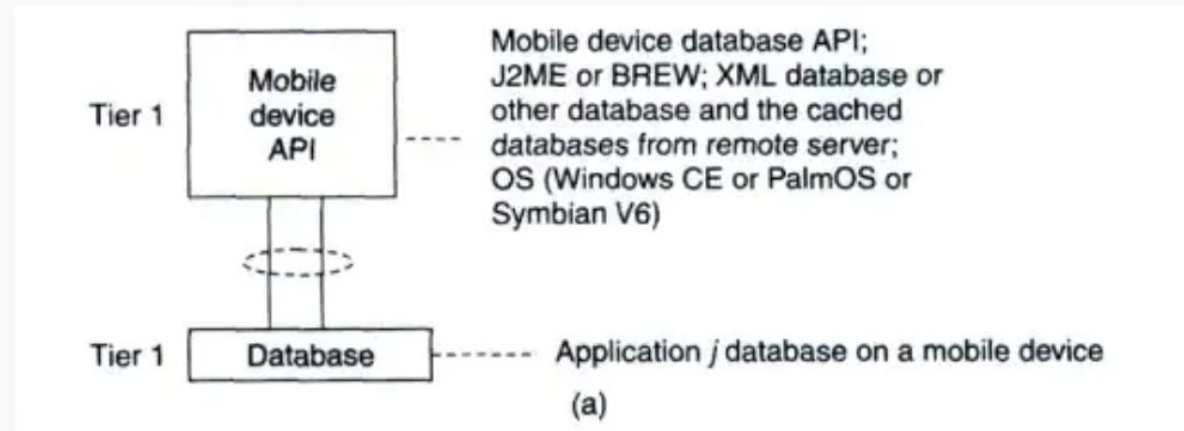 Mobile device database API;
J2ME or BREW; XML database or
other database and the cached
databases from remote server;
OS (Windows CE or PalmOS or
Symbian V6)
Tier 1
Mobile
device
API
Tier 1
Database
Application j database on a mobile device
(a)